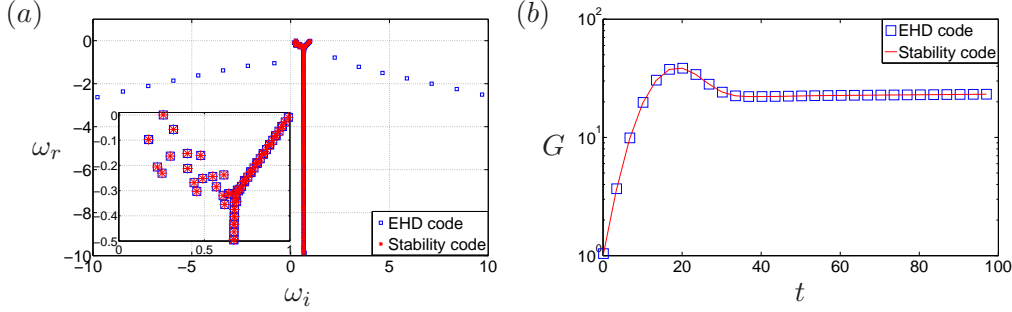 (a)
0
−2
−4
−6
−8
−10
ω_r
−10
−5
0
5
10
ω_i
0
−0.1
−0.2
−0.3
−0.4
−0.5
0
0.5
1
EHD code
Stability code
(b)
10^2
10^1
10^0
G
0
20
40
60
80
100
t
EHD code
Stability code